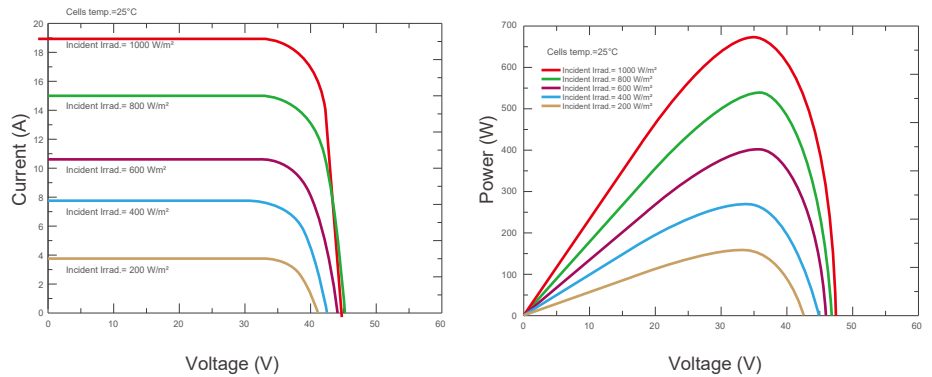 Cells temp.=25°C
Incident Irrad.= 1000 W/m²
Incident Irrad.= 800 W/m²
Incident Irrad.= 600 Wm²
Incident Irrad.= 400 W/m²
Incident Irrad.= 200 W/m²
Current (A)
20
18
16
14
12
10
8
6
4
2
0
0
10
20
30
40
50
60
Voltage (V)
Cells temp.=25°C
Incident Irrad.= 1000 W/m²
Incident Irrad.= 800 W/m²
Incident Irrad.= 600 W/m²
Incident Irrad.= 400 W/m²
Incident Irrad.= 200 W/m²
Power (W)
700
600
500
400
300
200
100
0
0
10
20
30
40
50
60
Voltage (V)